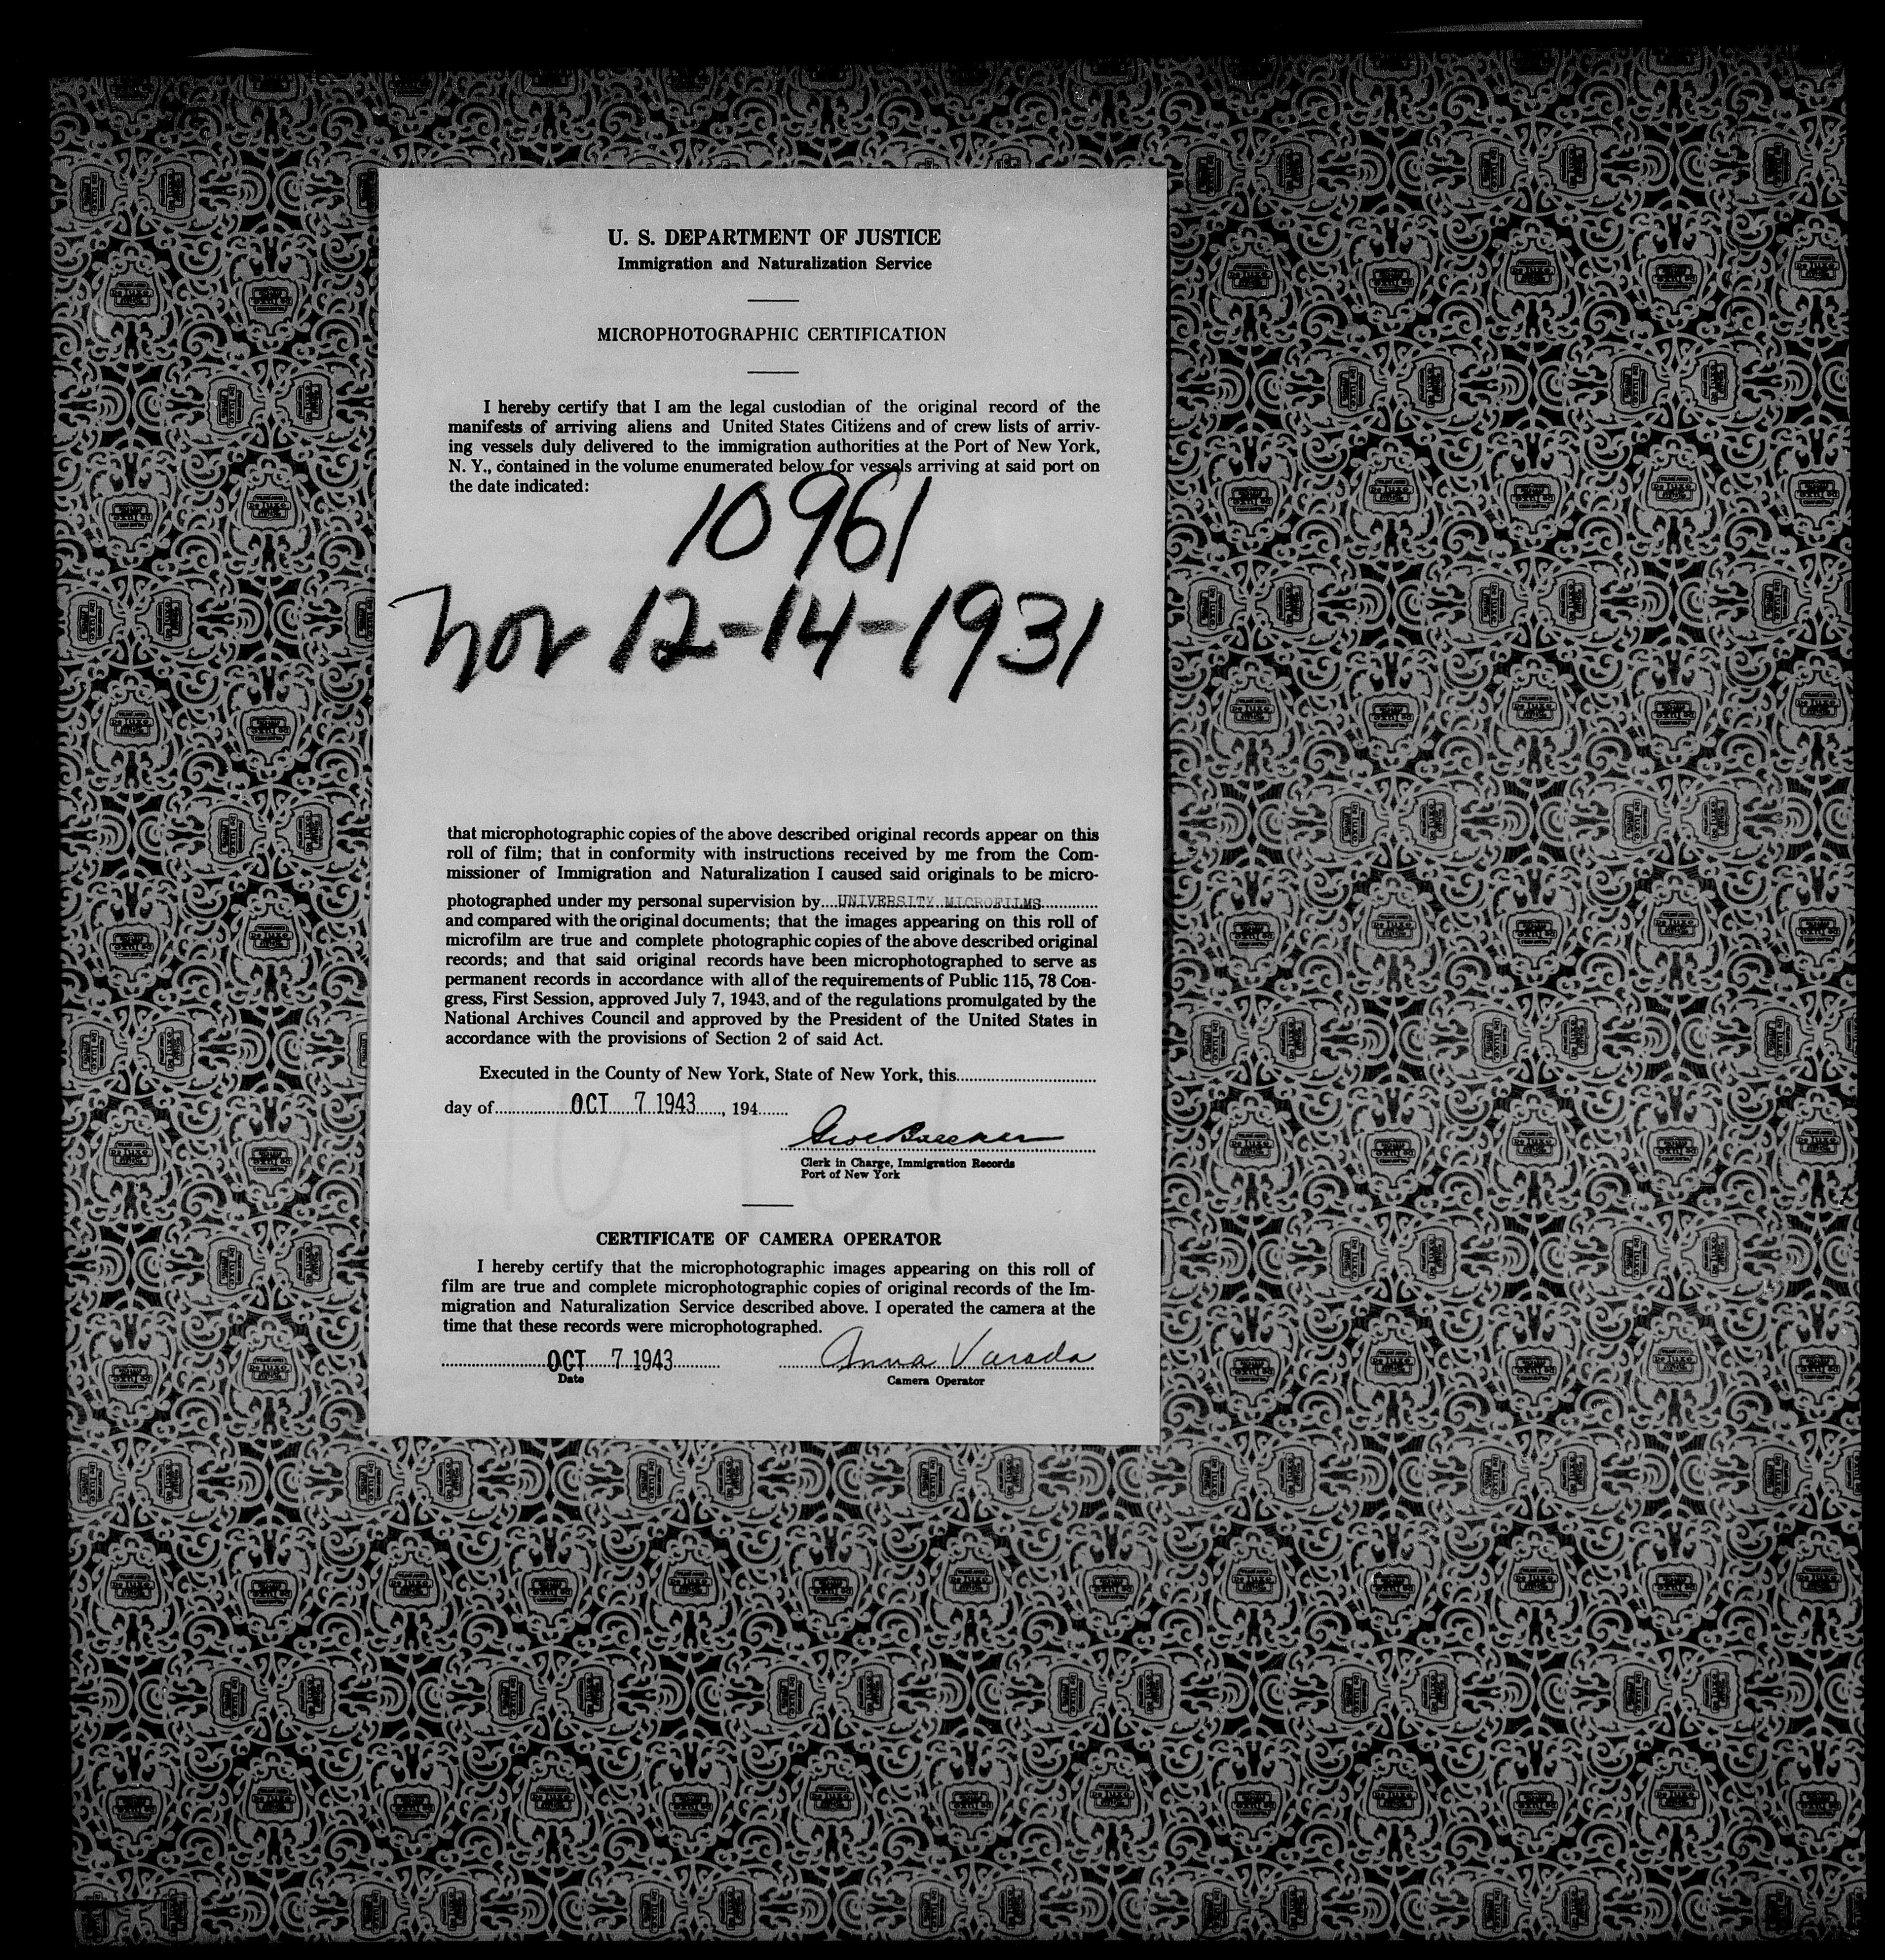 U. S. DEPARTMENT OF JUSTICE
Immigration and Naturalization Service
MICROPHOTOGRAPHIC CERTIFICATION
I hereby certify that I am the legal custodian of the original record of the
manifests of arriving aliens and United States Citizens and of crew lists of arriv-
ing vessels duly delivered to the immigration authorities at the Port of New York,
N. Y., contained in the volume enumerated below for vessels arriving at said port on
the date indicated:
10961
Nov 12-14-1931
that microphotographic copies of the above described original records appear on this
roll of film; that in conformity with instructions received by me from the Com-
missioner of Immigration and Naturalization I caused said originals to be micro-
photographed under my personal supervision by....UNIVERSITY MICROFILMS............
and compared with the original documents; that the images appearing on this roll of
microfilm are true and complete photographic copies of the above described original
records; and that said original records have been microphotographed to serve as
permanent records in accordance with all of the requirements of Public 115, 78 Con-
gress, First Session, approved July 7, 1943, and of the regulations promulgated by the
National Archives Council and approved by the President of the United States in
accordance with the provisions of Section 2 of said Act.
Executed in the County of New York, State of New York, this................................
day of.................OCT 7 1943......, 194.......
Clerk in Charge, Immigration Records
Port of New York
CERTIFICATE OF CAMERA OPERATOR
I hereby certify that the microphotographic images appearing on this roll of
film are true and complete microphotographic copies of original records of the Im-
migration and Naturalization Service described above. I operated the camera at the
time that these records were microphotographed.
OCT 7 1943 Anna Varada
Date Camera Operator
De Luxe